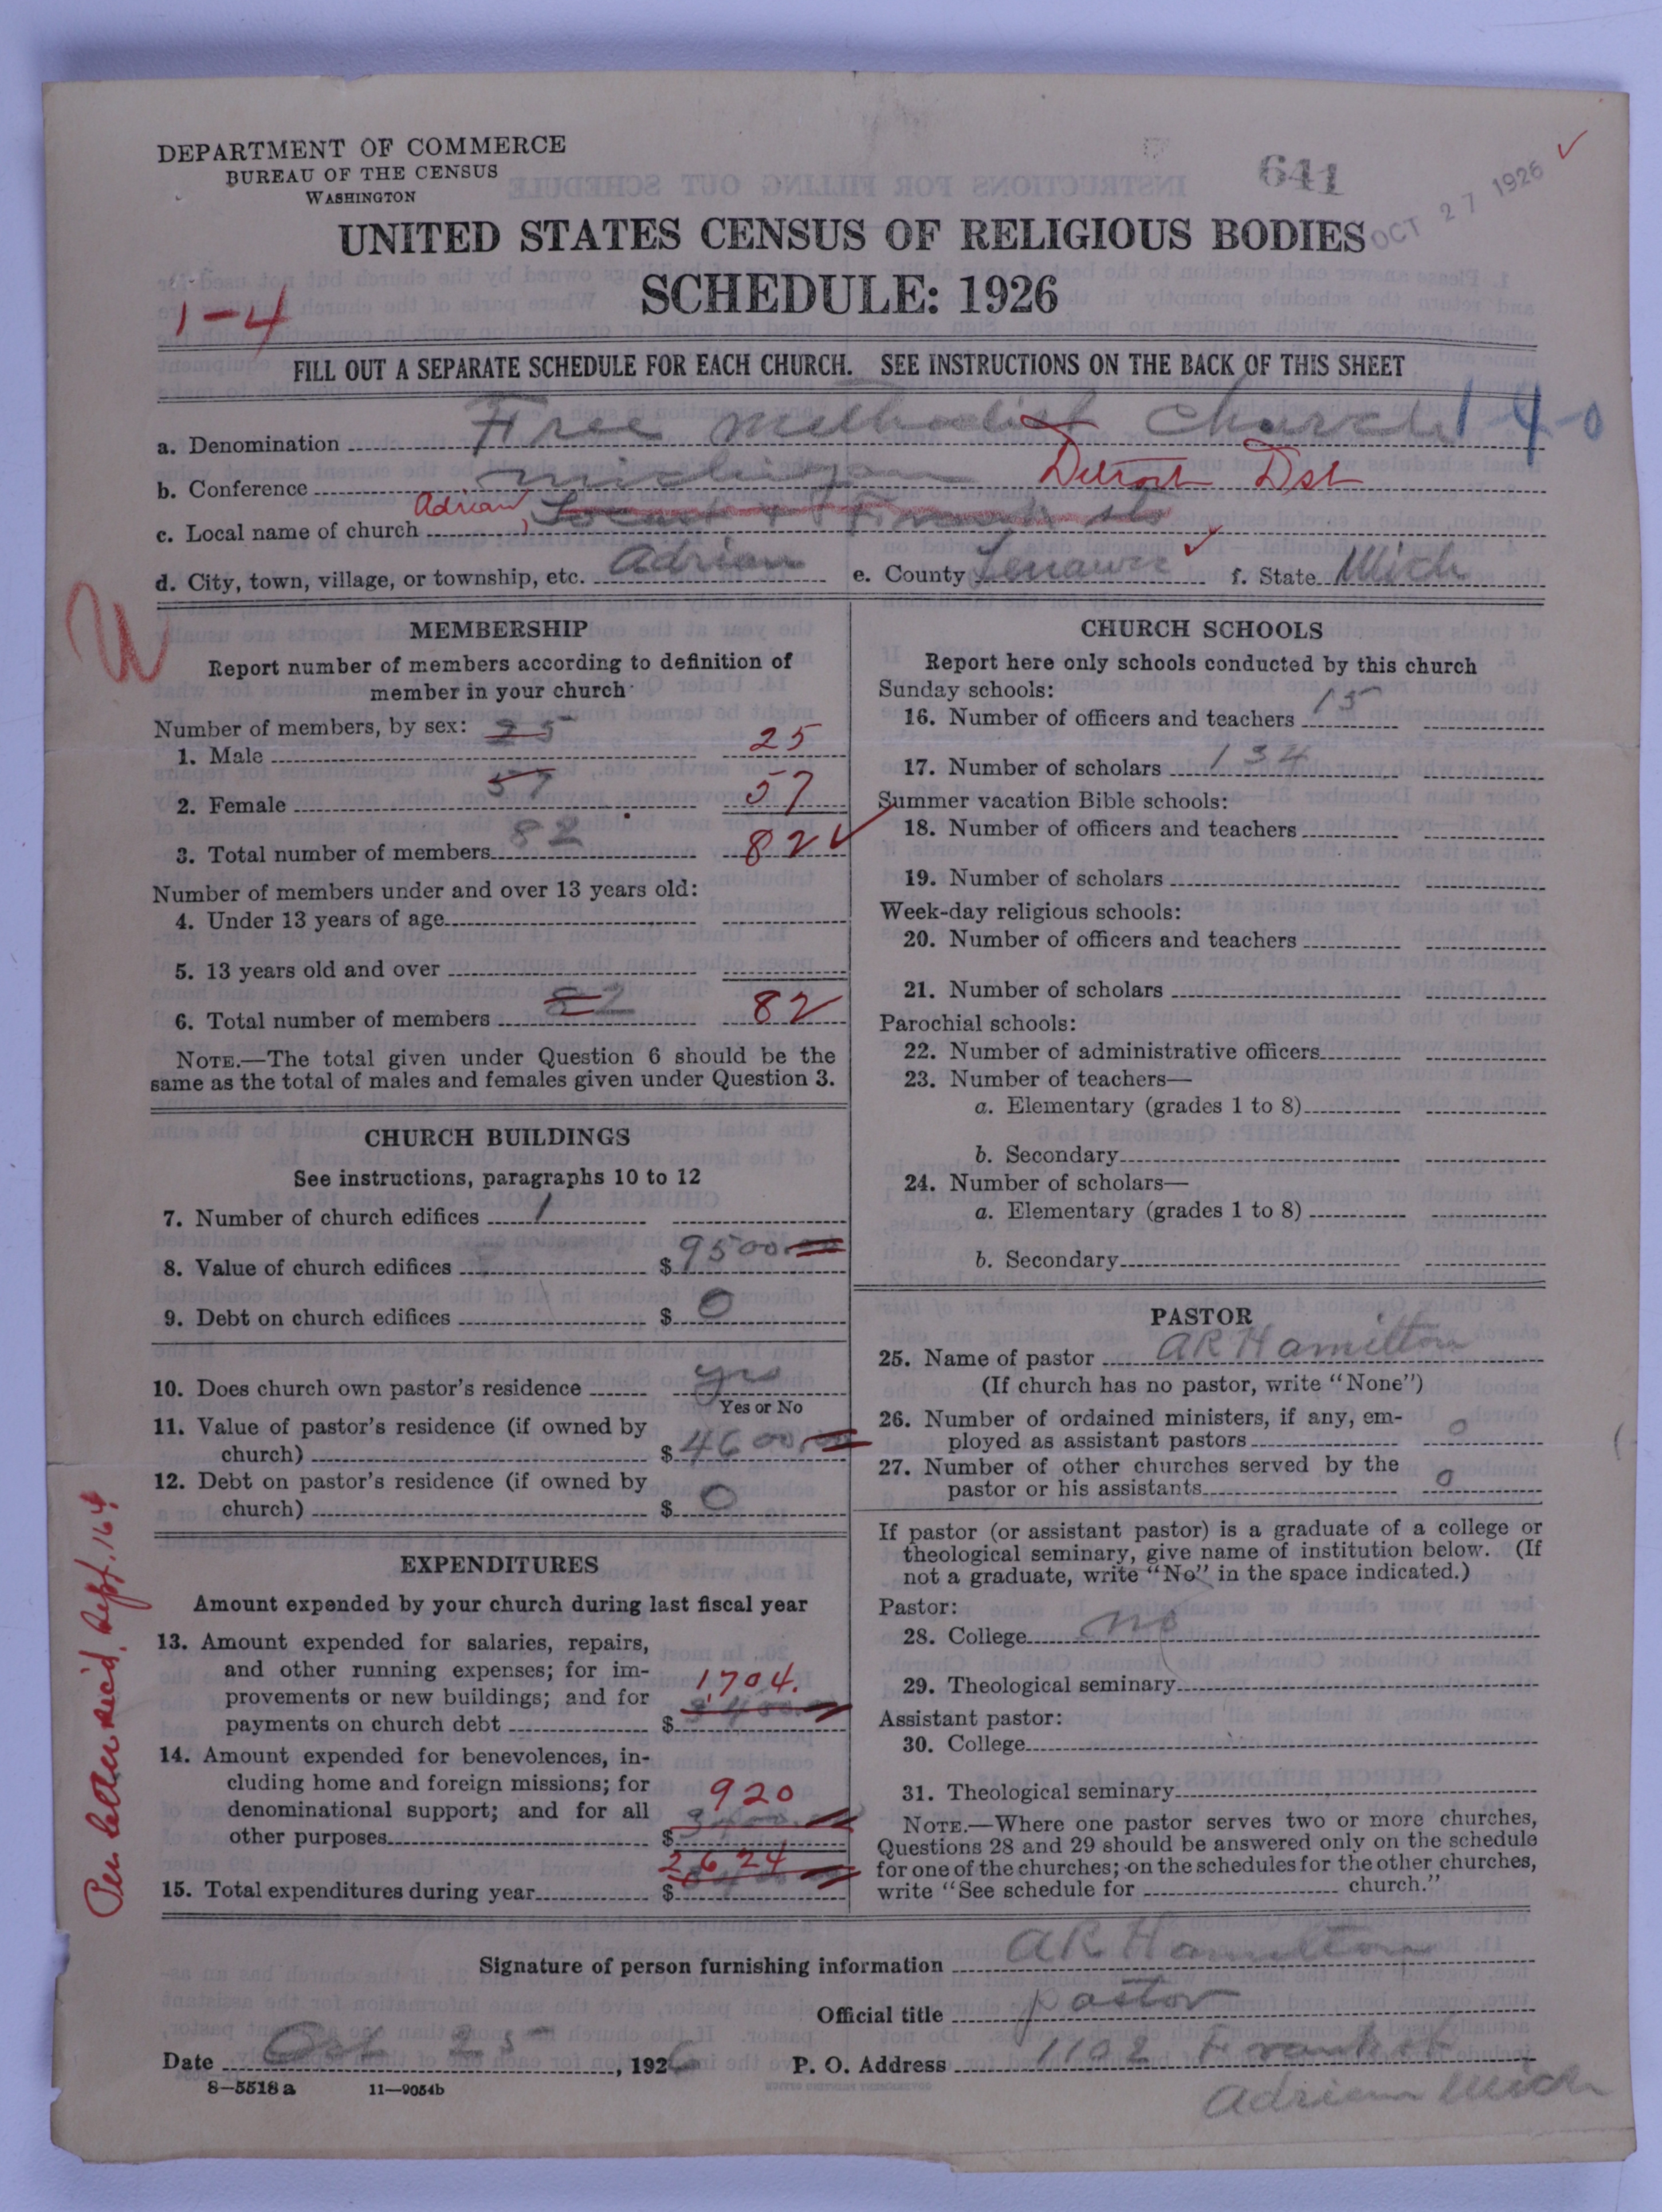 DEPARTMENT OF COMMERCE
BUREAU OF THE CENSUS
WASHINGTON
641
OCT 27 1926
UNITED STATES CENSUS OF RELIGIOUS BODIES
SCHEDULE: 1926
1-4
FILL OUT A SEPARATE SCHEDULE FOR EACH CHURCH. SEE INSTRUCTIONS ON THE BACK OF THIS SHEET
a. Denomination Free Methodist Church 1-4-0
b. Conference Michigan Detroit Dst
c. Local name of church Adrian, Locust + Sts
d. City, town, village, or township, etc. Adrian e. County Lenawee f. State Mich
MEMBERSHIP
Report number of members according to definition of
member in your church
Number of members, by sex: 25
1. Male 25
2. Female 57 57
3. Total number of members 82 82
Number of members under and over 13 years old:
4. Under 13 years of age
5. 13 years old and over
6. Total number of members 82 82
NOTE.—The total given under Question 6 should be the
same as the total of males and females given under Question 3.
CHURCH BUILDINGS
See instructions, paragraphs 10 to 12
7. Number of church edifices 1
8. Value of church edifices $ 9500.00
9. Debt on church edifices $ 0
10. Does church own pastor's residence yes
Yes or No
11. Value of pastor's residence (if owned by
church) $ 4600.00
12. Debt on pastor's residence (if owned by
church) $ 0
EXPENDITURES
Amount expended by your church during last fiscal year
13. Amount expended for salaries, repairs,
and other running expenses; for im-
provements or new buildings; and for
payments on church debt $ 1704.
14. Amount expended for benevolences, in-
cluding home and foreign missions; for
denominational support; and for all
other purposes $ 920
15. Total expenditures during year $ 2624
Per letter rec'd. Sept. 16
CHURCH SCHOOLS
Report here only schools conducted by this church
Sunday schools:
16. Number of officers and teachers 15
17. Number of scholars 134
Summer vacation Bible schools:
18. Number of officers and teachers
19. Number of scholars
Week-day religious schools:
20. Number of officers and teachers
21. Number of scholars
Parochial schools:
22. Number of administrative officers
23. Number of teachers—
a. Elementary (grades 1 to 8)
b. Secondary
24. Number of scholars—
a. Elementary (grades 1 to 8)
b. Secondary
PASTOR
25. Name of pastor AR Hamilton
(If church has no pastor, write "None")
26. Number of ordained ministers, if any, em-
ployed as assistant pastors 0
27. Number of other churches served by the
pastor or his assistants 0
If pastor (or assistant pastor) is a graduate of a college or
theological seminary, give name of institution below. (If
not a graduate, write "No" in the space indicated.)
Pastor:
28. College no
29. Theological seminary
Assistant pastor:
30. College
31. Theological seminary
NOTE.—Where one pastor serves two or more churches,
Questions 28 and 29 should be answered only on the schedule
for one of the churches; on the schedules for the other churches,
write "See schedule for church."
Signature of person furnishing information AR Hamilton
Official title pastor
Date Oct 25, 1926 P. O. Address 1102
Adrian Mich
8—5518 a 11—9054b